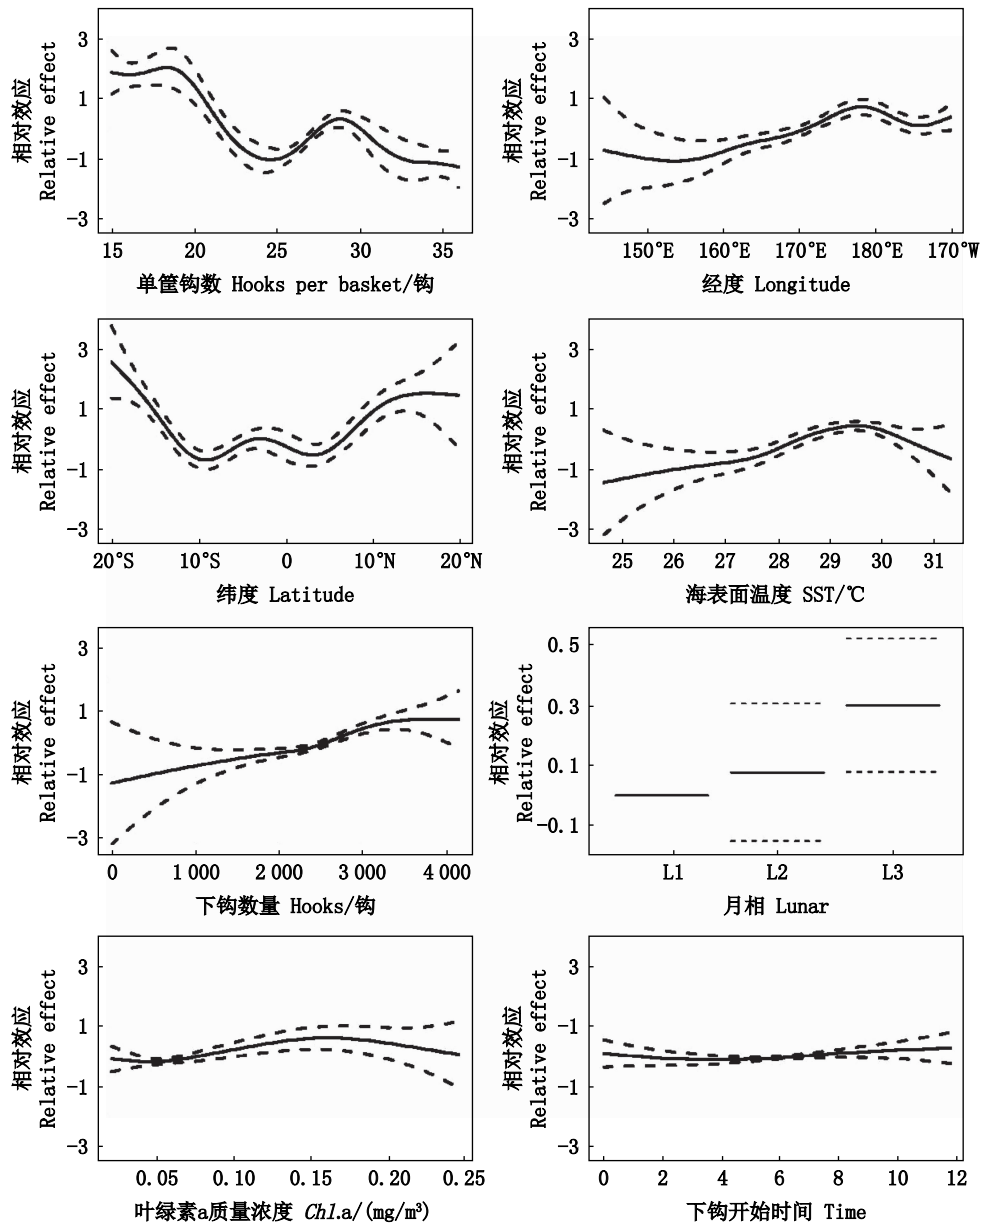 相对效应
Relative effect
3
1
-1
-3
15 20 25 30 35
单筐钩数 Hooks per basket/钩
相对效应
Relative effect
3
1
-1
-3
150°E 160°E 170°E 180°E 170°W
经度 Longitude
相对效应
Relative effect
3
1
-1
-3
20°S 10°S 0 10°N 20°N
纬度 Latitude
相对效应
Relative effect
3
1
-1
-3
25 26 27 28 29 30 31
海表面温度 SST/℃
相对效应
Relative effect
3
1
-1
-3
0 1 000 2 000 3 000 4 000
下钩数量 Hooks/钩
相对效应
Relative effect
0.5
0.3
0.1
-0.1
L1 L2 L3
月相 Lunar
相对效应
Relative effect
3
1
-1
-3
0.05 0.10 0.15 0.20 0.25
叶绿素a质量浓度 Chl.a/(mg/m³)
相对效应
Relative effect
3
-1
-1
-3
0 2 4 6 8 10 12
下钩开始时间 Time